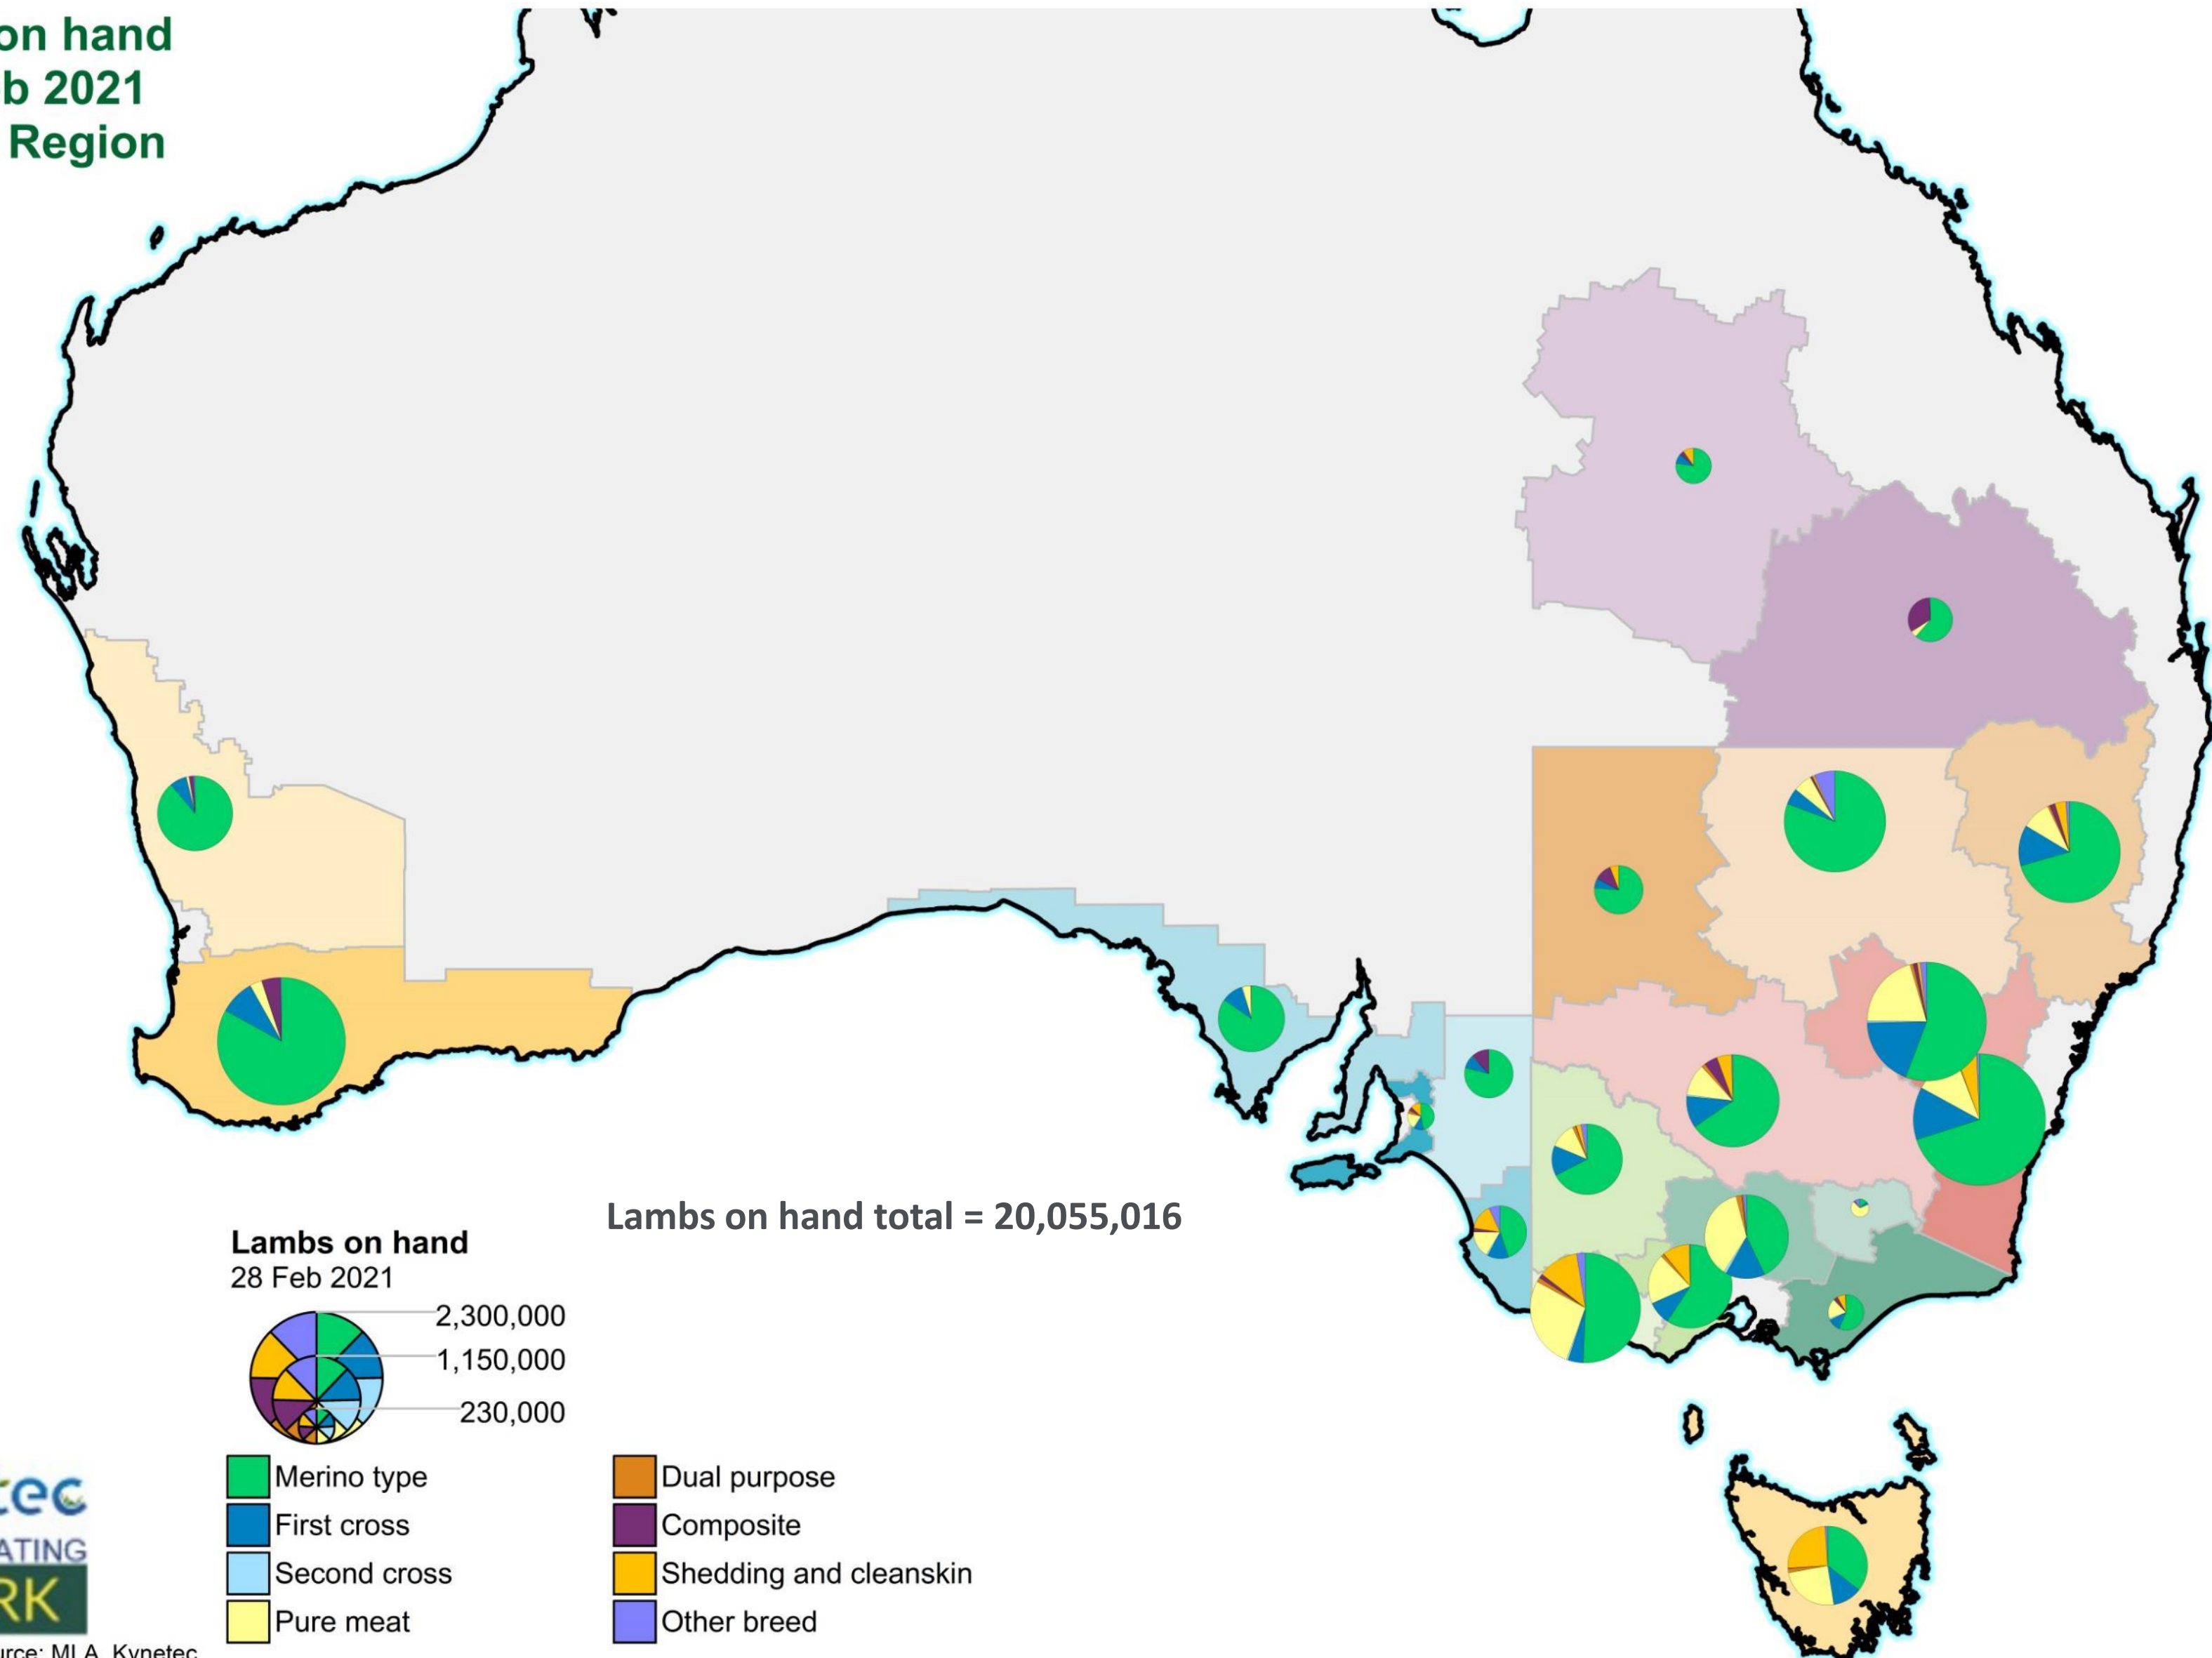 on hand
b 2021
Region
Lambs on hand total = 20,055,016
Lambs on hand
28 Feb 2021
2,300,000
1,150,000
230,000
Merino type
First cross
Second cross
Pure meat
Dual purpose
Composite
Shedding and cleanskin
Other breed
tec
ATING
RK
urce: MLA, Kynetec